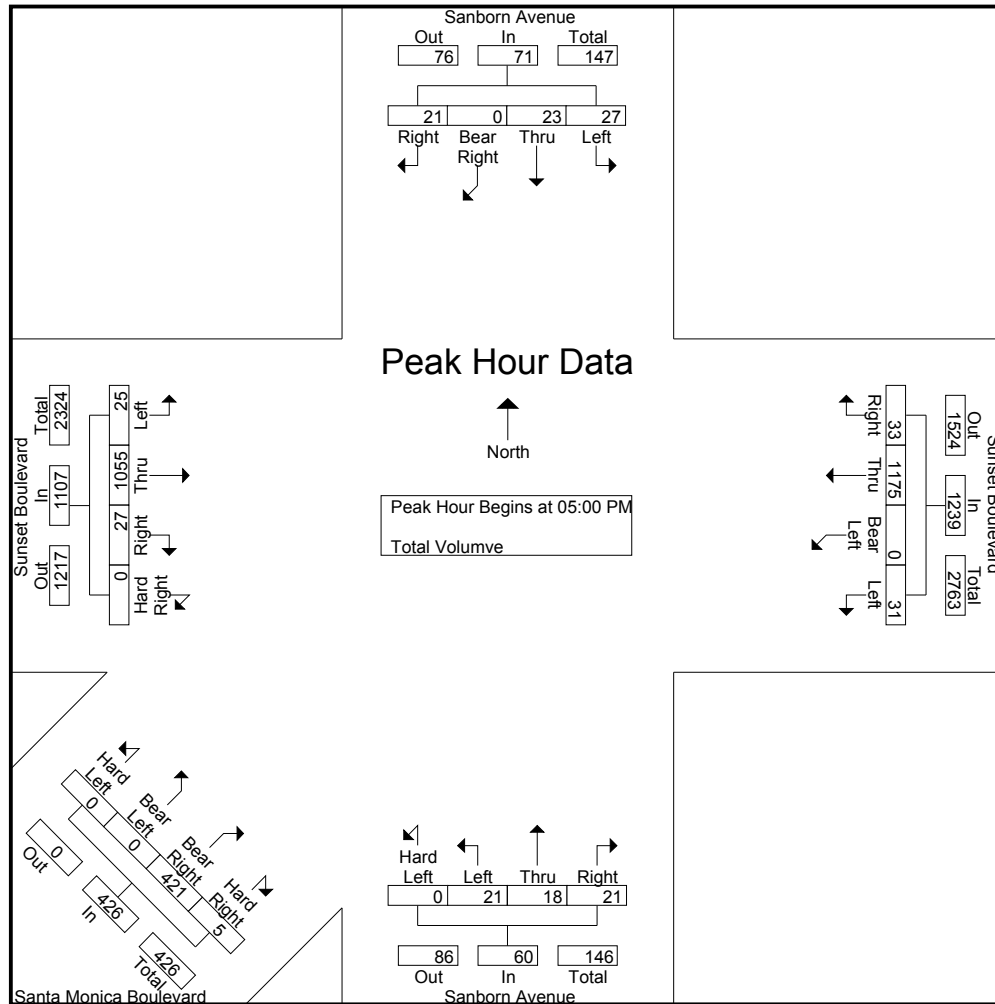 Sanborn Avenue
Out In Total
76 71 147
21 0 23 27
Right Bear Right Thru Left
Peak Hour Data
North
Peak Hour Begins at 05:00 PM
Total Volumve
Sunset Boulevard
Total In Out
2324 1107 1217
25 1055 27 0
Left Thru Right Hard Right
Right Thru Bear Left Left
33 1175 0 31
Out In Total
1524 1239 2763
Sunset Boulevard
Hard Left Bear Left Bear Right Hard Right
0 0 421 5
0 426 426
Out In Total
Santa Monica Boulevard
Hard Left Left Thru Right
0 21 18 21
86 60 146
Out In Total
Sanborn Avenue